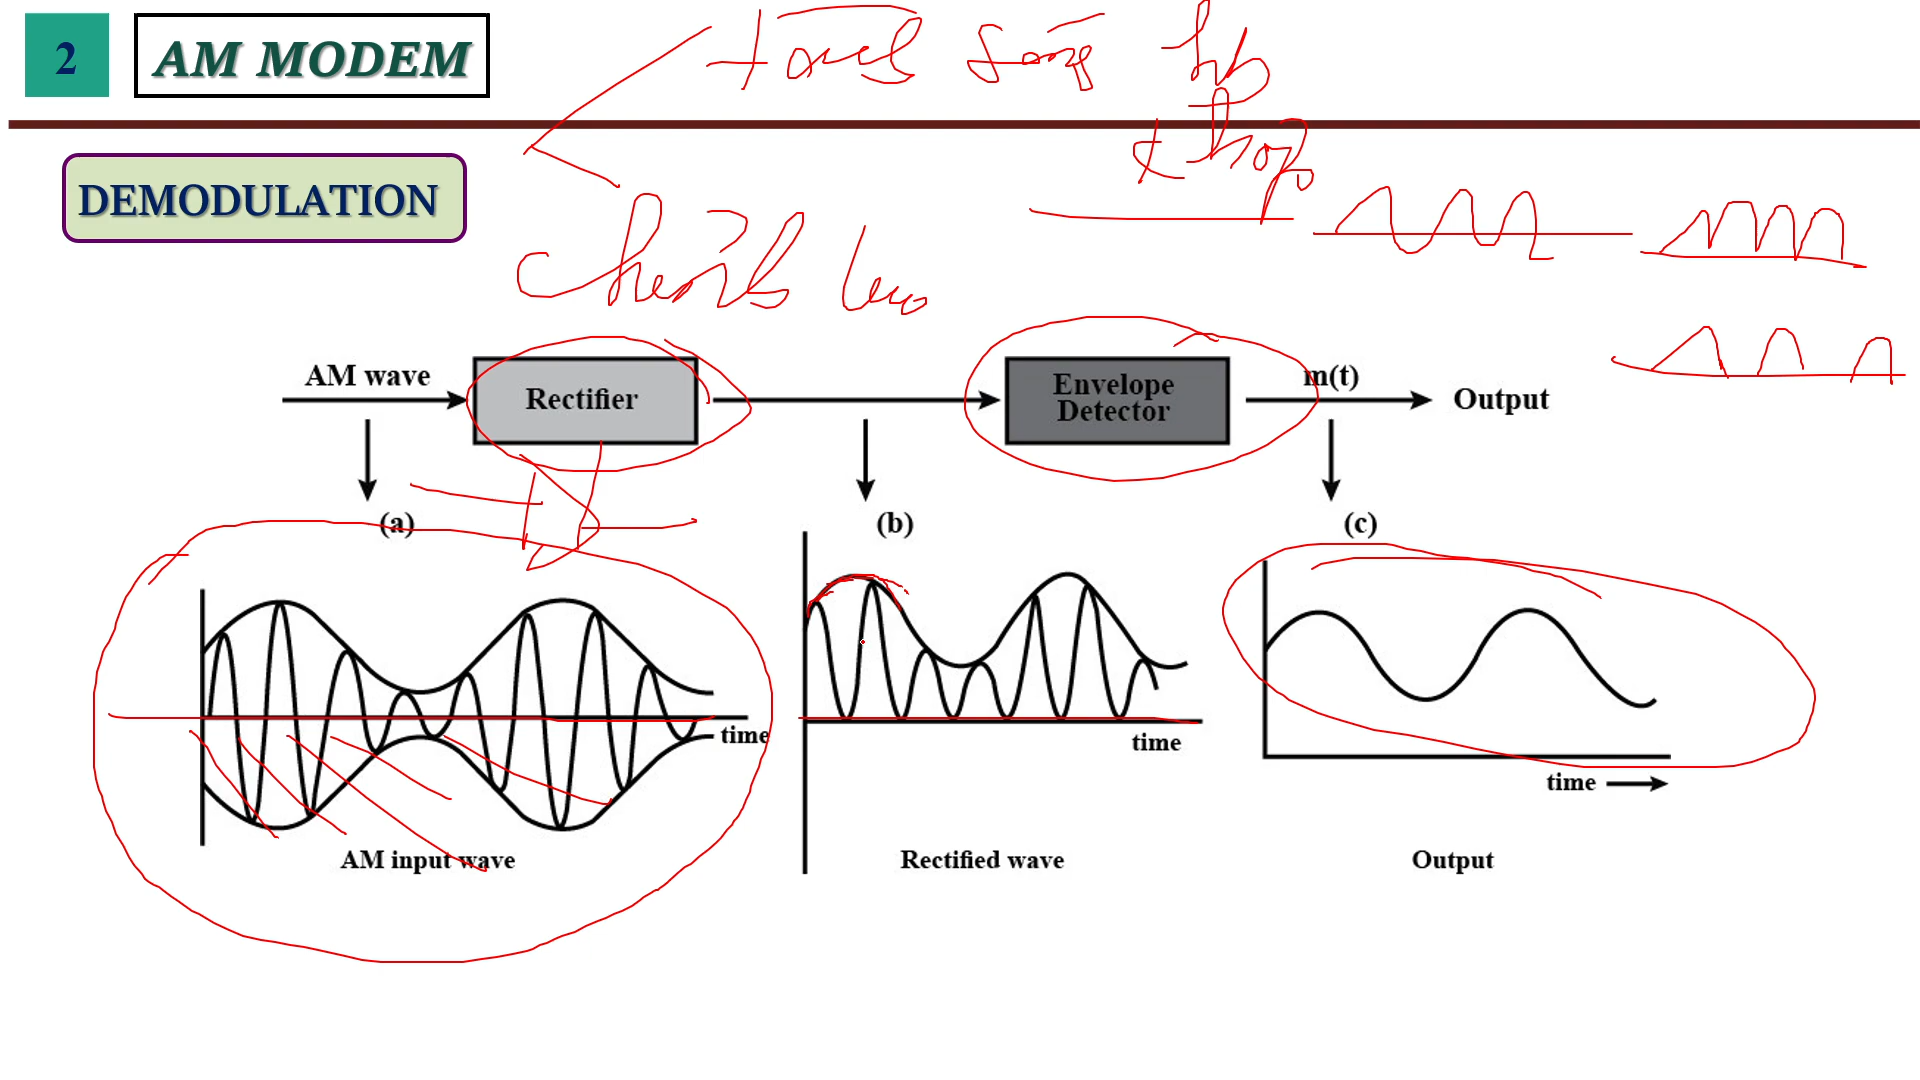 2
AM MODEM
DEMODULATION
AM wave
Rectifier
Envelope
Detector
m(t)
Output
(a)
(b)
(c)
time
time
time
AM input wave
Rectified wave
Output